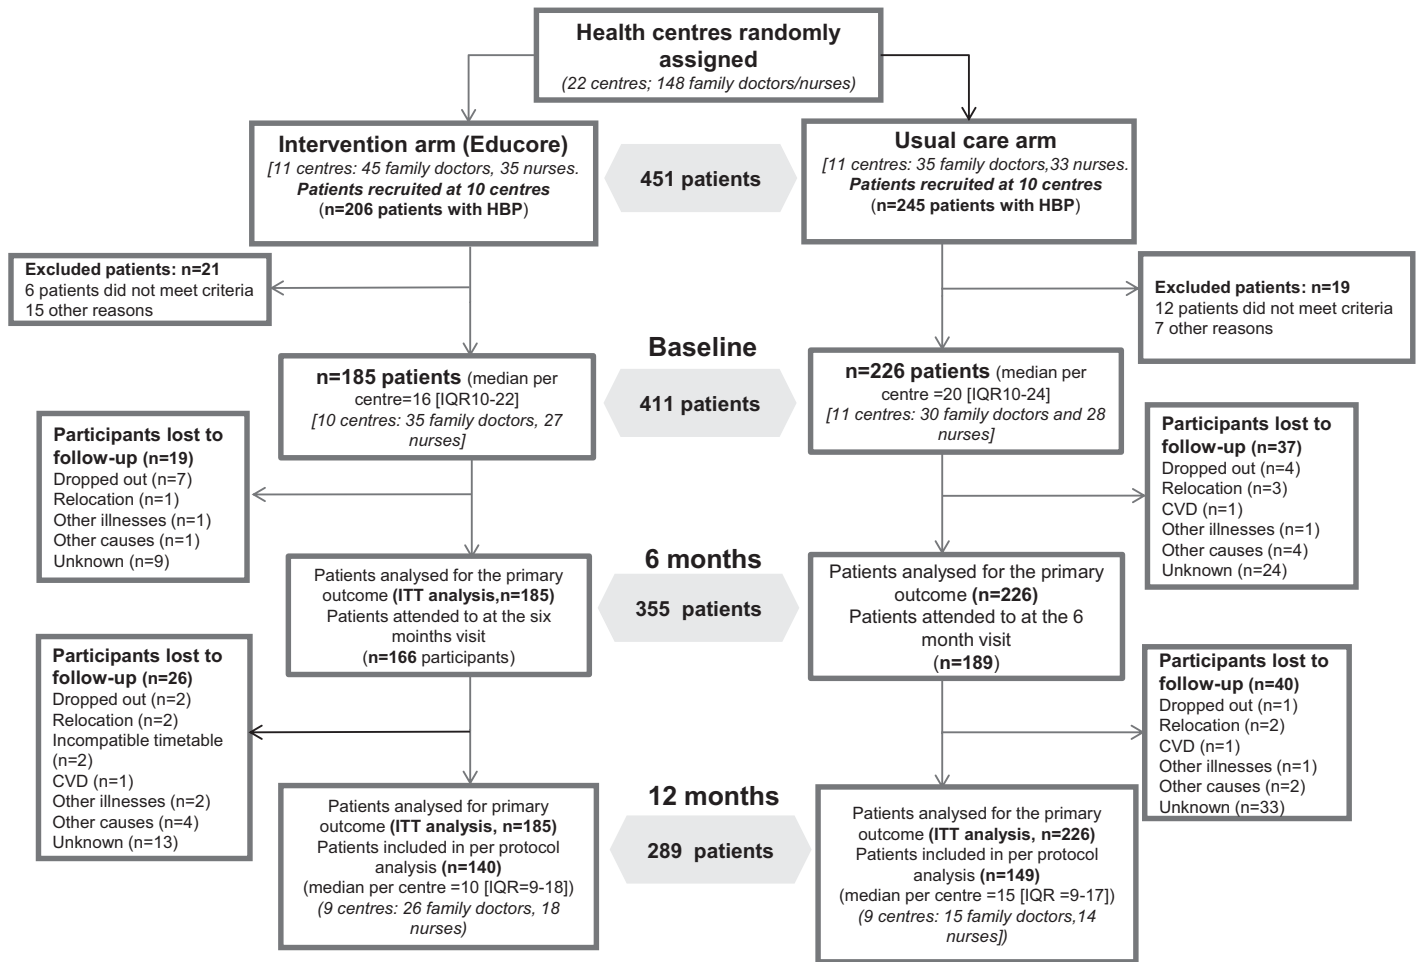 Health centres randomly
assigned
(22 centres; 148 family doctors/nurses)
Intervention arm (Educore)
[11 centres: 45 family doctors, 35 nurses.
Patients recruited at 10 centres
(n=206 patients with HBP)
451 patients
Usual care arm
[11 centres: 35 family doctors,33 nurses.
Patients recruited at 10 centres
(n=245 patients with HBP)
Excluded patients: n=21
6 patients did not meet criteria
15 other reasons
Excluded patients: n=19
12 patients did not meet criteria
7 other reasons
Baseline
n=185 patients (median per
centre=16 [IQR10-22]
[10 centres: 35 family doctors, 27
nurses]
411 patients
n=226 patients (median per
centre =20 [IQR10-24]
[11 centres: 30 family doctors and 28
nurses]
Participants lost to
follow-up (n=19)
Dropped out (n=7)
Relocation (n=1)
Other illnesses (n=1)
Other causes (n=1)
Unknown (n=9)
Participants lost to
follow-up (n=37)
Dropped out (n=4)
Relocation (n=3)
CVD (n=1)
Other illnesses (n=1)
Other causes (n=4)
Unknown (n=24)
6 months
Patients analysed for the primary
outcome (ITT analysis,n=185)
Patients attended to at the six
moinths visit
(n=166 participants)
355 patients
Patients analysed for the primary
outcome (n=226)
Patients attended to at the 6
month visit
(n=189)
Participants lost to
follow-up (n=26)
Dropped out (n=2)
Relocation (n=2)
Incompatible timetable
(n=2)
CVD (n=1)
Other illnesses (n=2)
Other causes (n=4)
Unknown (n=13)
Participants lost to
follow-up (n=40)
Dropped out (n=1)
Relocation (n=2)
CVD (n=1)
Other illnesses (n=1)
Other causes (n=2)
Unknown (n=33)
12 months
Patients analysed for primary
outcome (ITT analysis, n=185)
Patients included in per protocol
analysis (n=140)
(median per centre =10 [IQR=9-18])
(9 centres: 26 family doctors, 18
nurses)
289 patients
Patients analysed for the primary
outcome (ITT analysis, n=226)
Patients included in per protocol
analysis (n=149)
(median per centre =15 [IQR =9-17])
(9 centres: 15 family doctors,14
nurses])